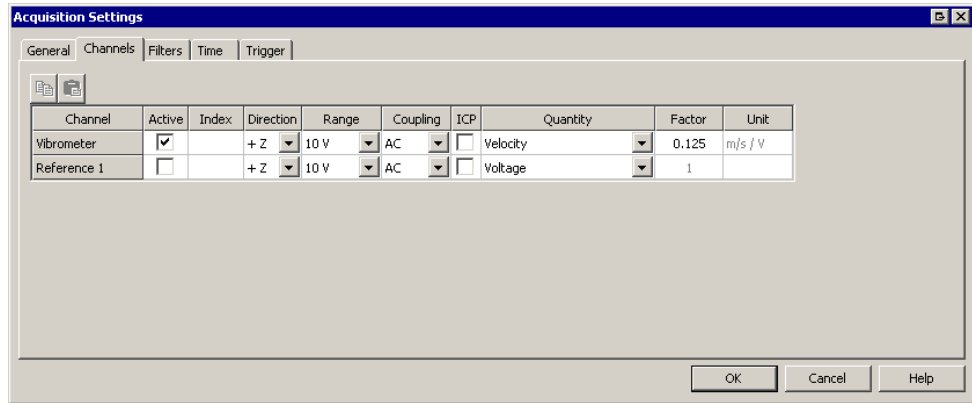 Acquisition Settings
General Channels Filters Time Trigger
Channel Active Index Direction Range Coupling ICP Quantity Factor Unit
Vibrometer + Z 10 V AC Velocity 0.125 m/s / V
Reference 1 + Z 10 V AC Voltage 1
OK Cancel Help